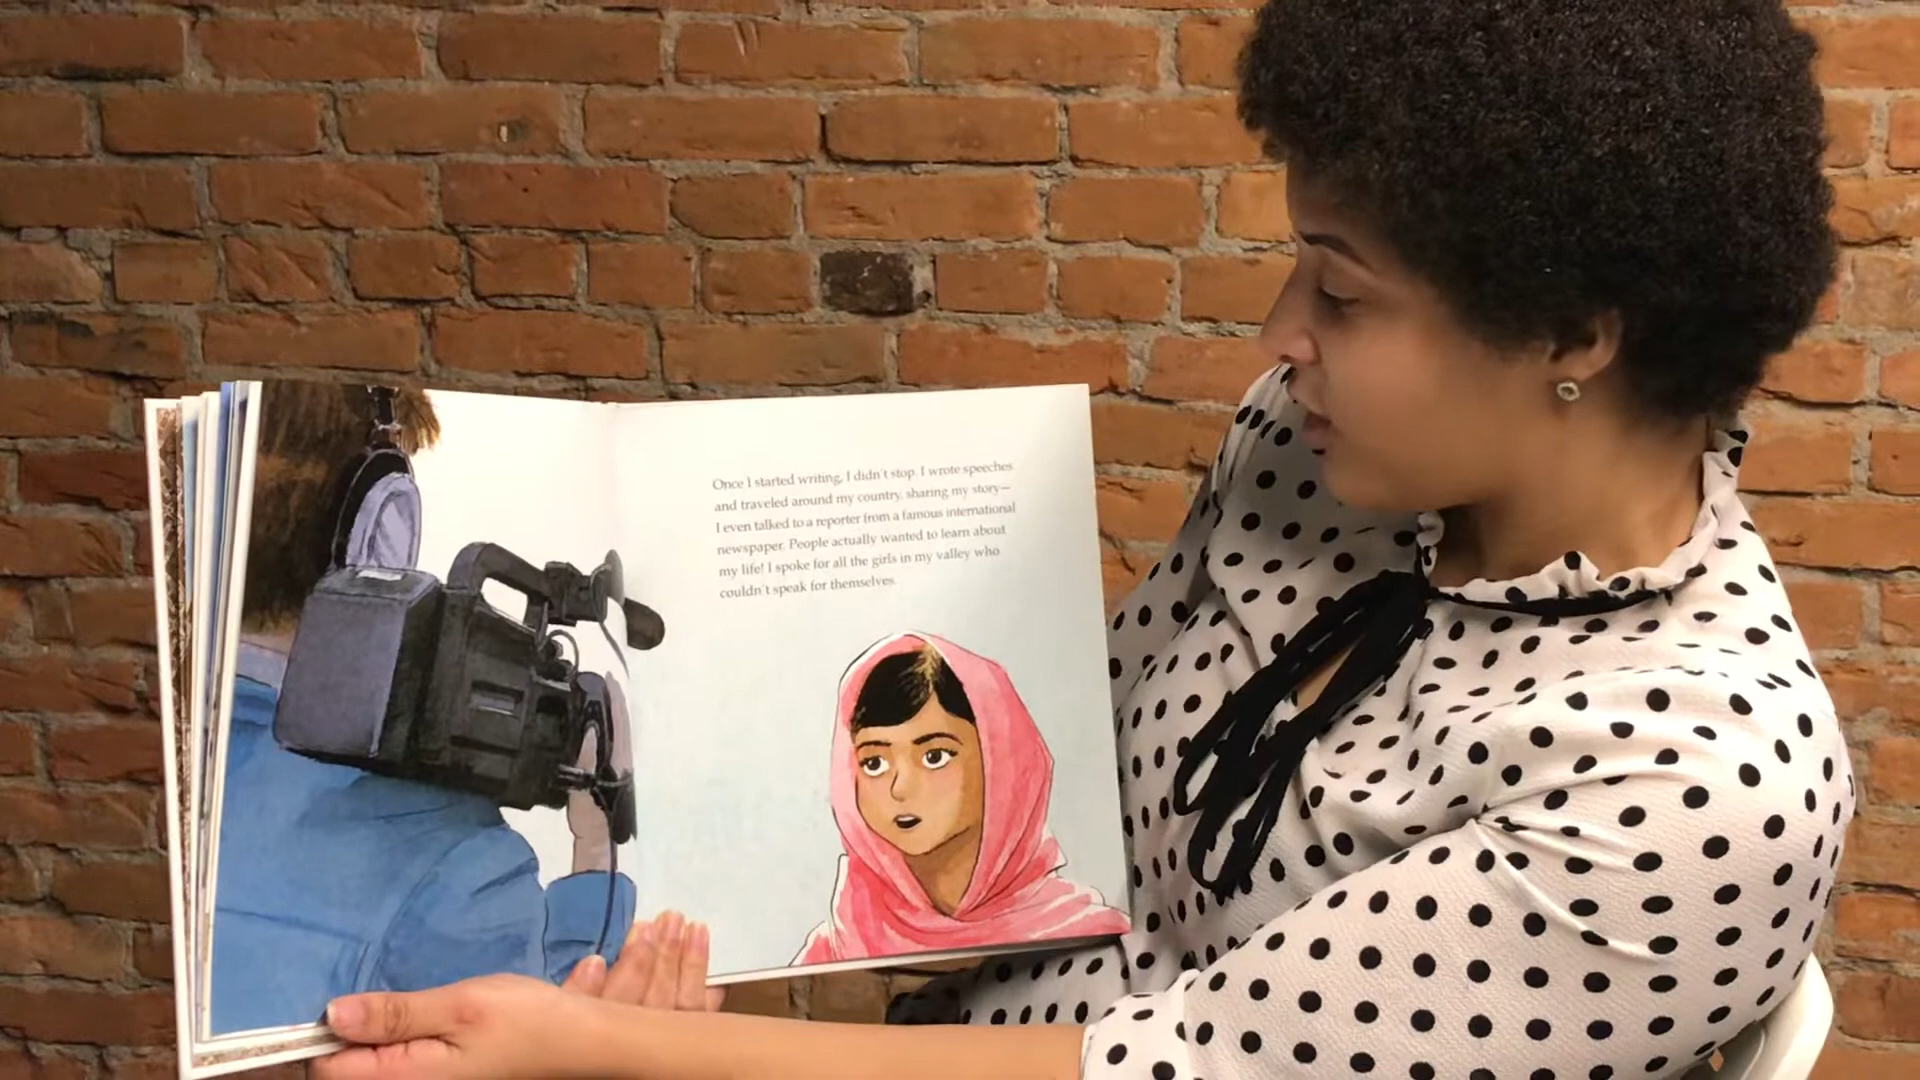 Once I started writing, I didn't stop. I wrote speeches
and traveled around my country, sharing my story—
I even talked to a reporter from a famous international
newspaper. People actually wanted to learn about
my life! I spoke for all the girls in my valley who
couldn't speak for themselves.